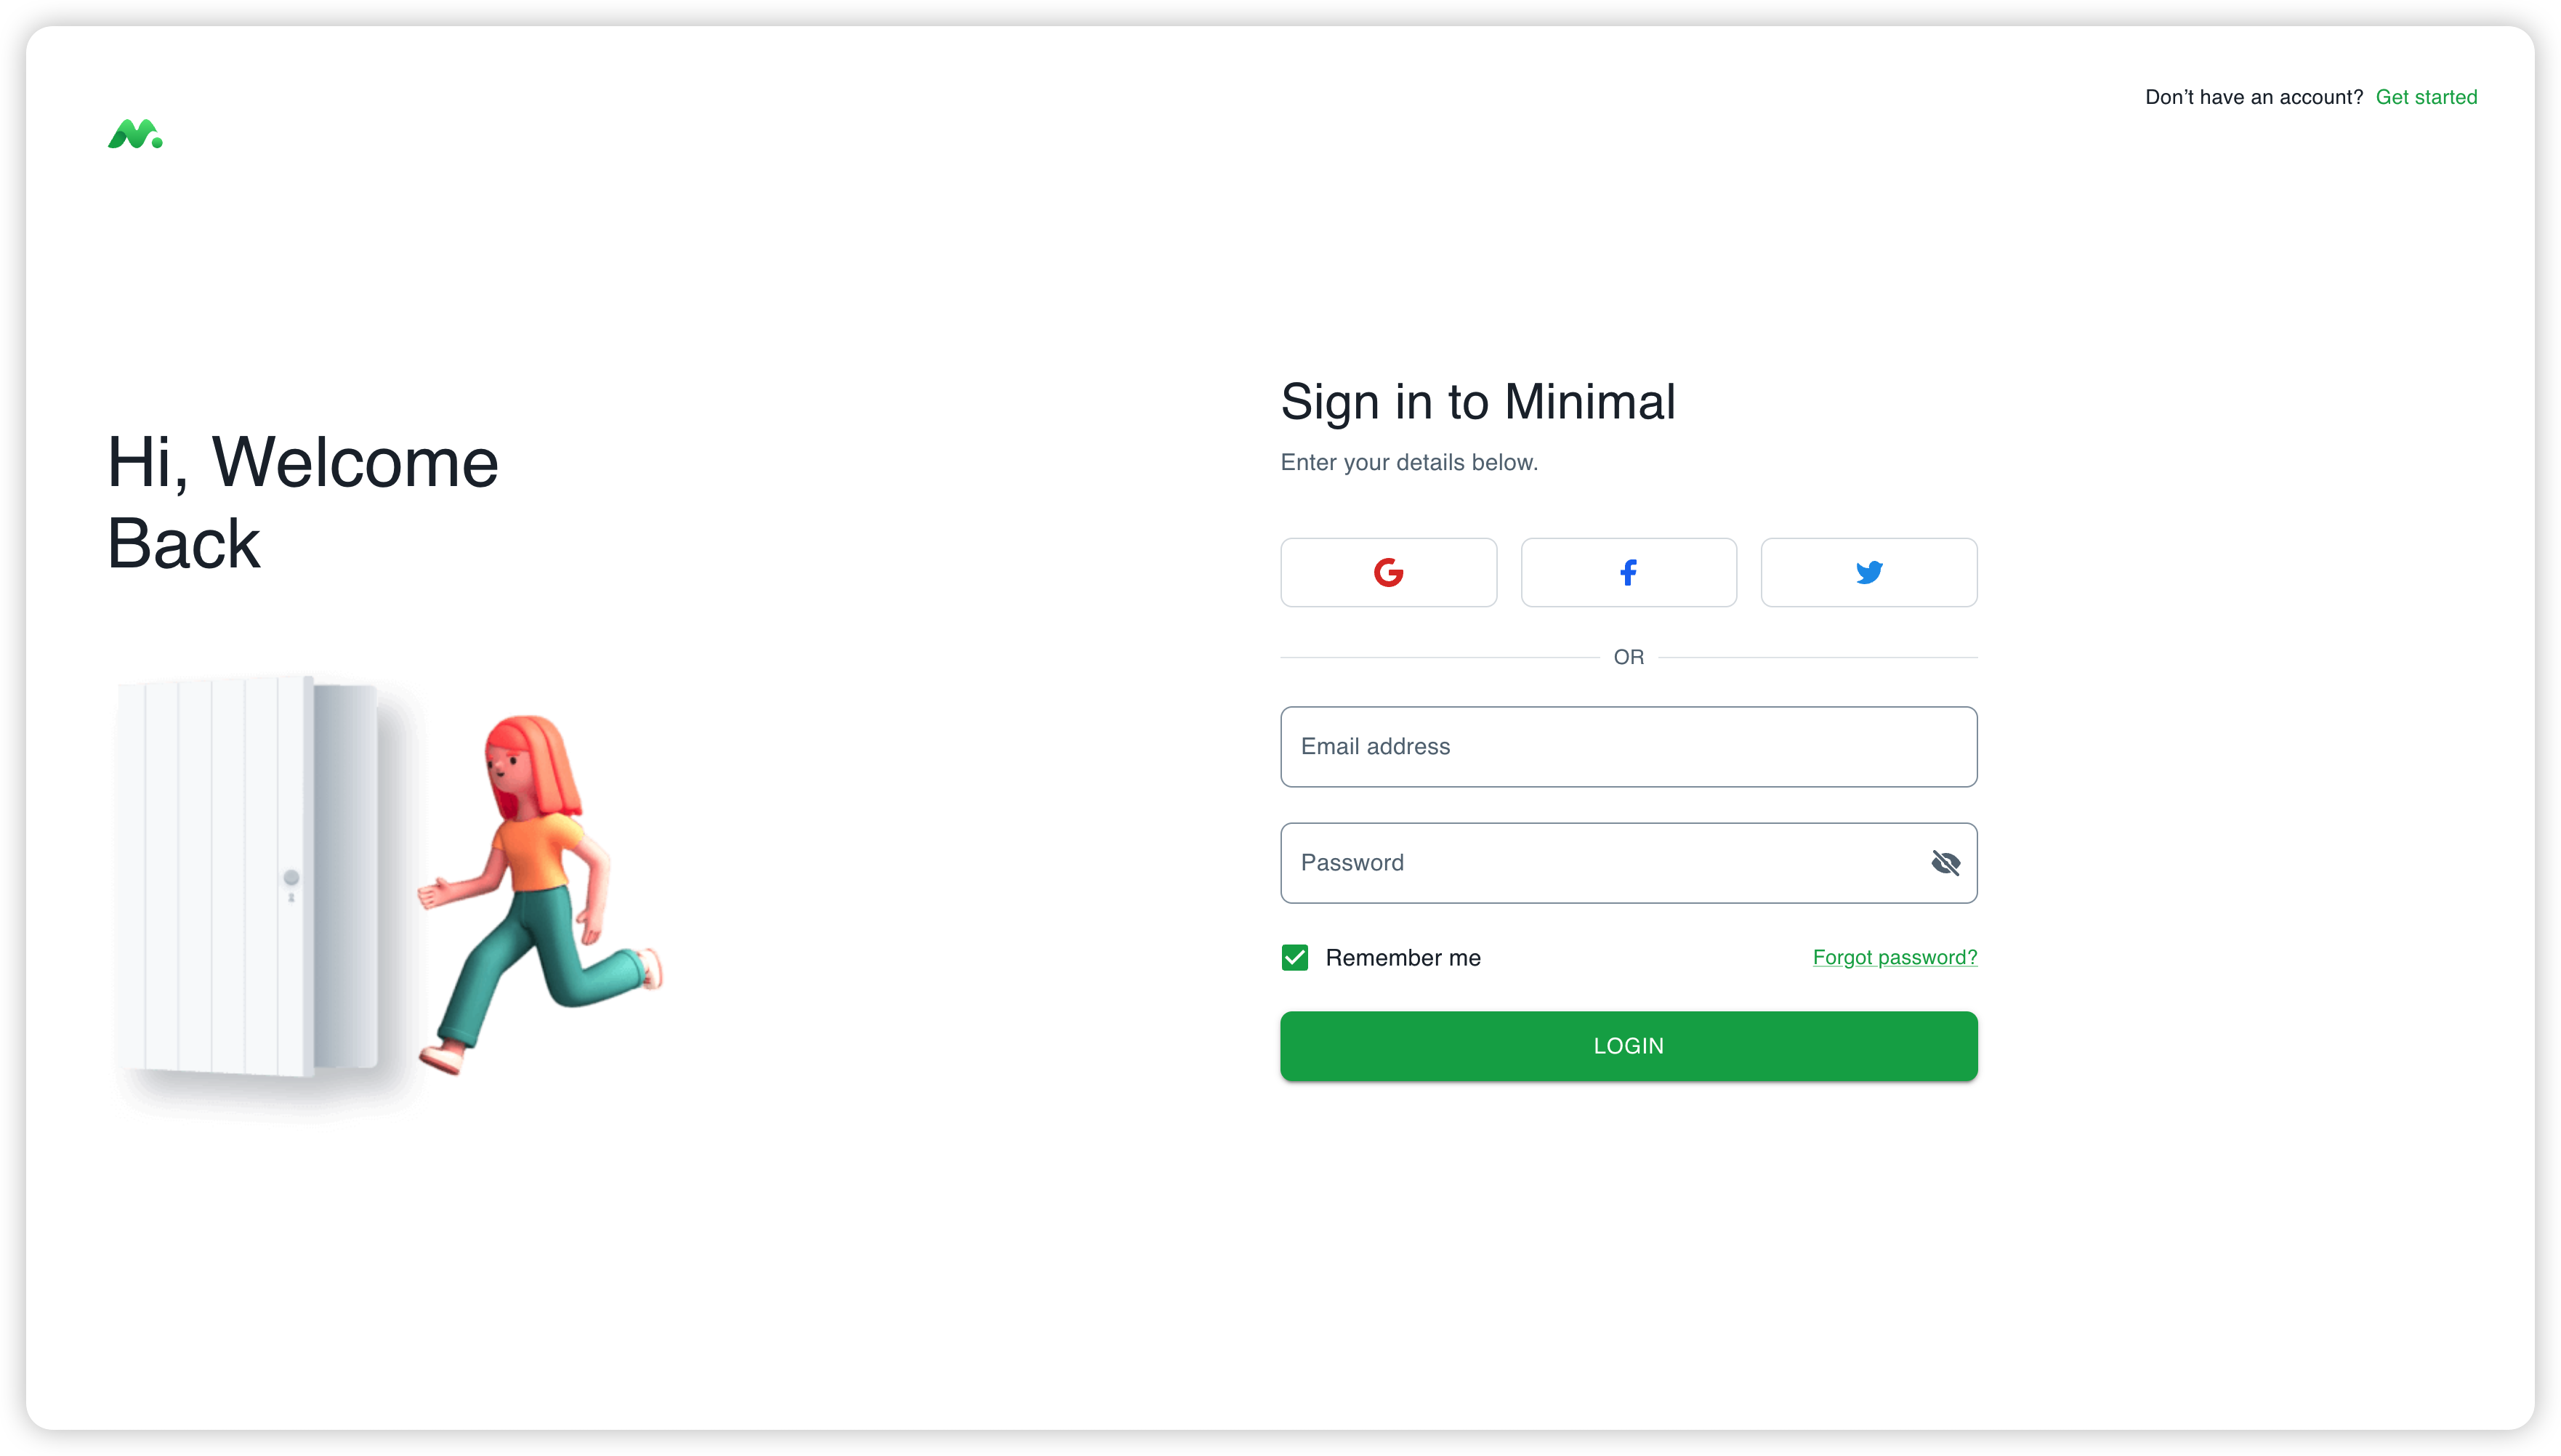 Don’t have an account? Get started
Hi, Welcome
Back
Sign in to Minimal
Enter your details below.
OR
Email address
Password
Remember me
Forgot password?
LOGIN